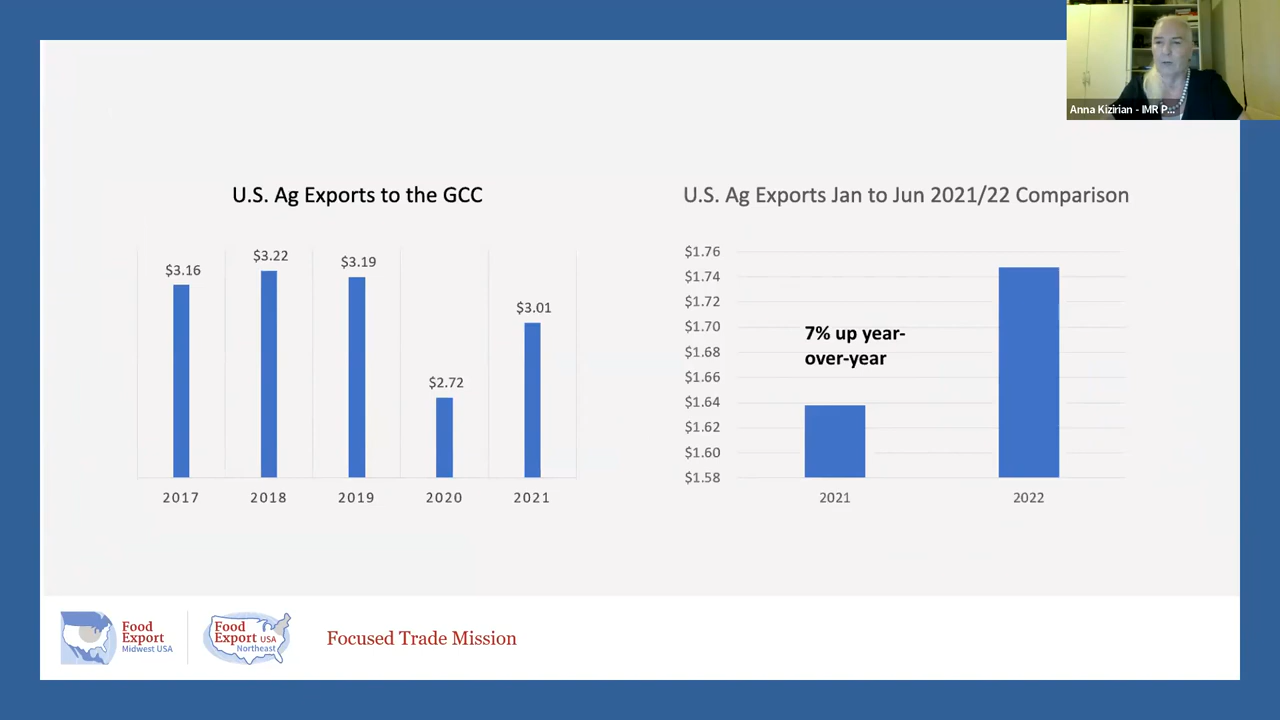 Anna Kizirian - IMR P...
U.S. Ag Exports to the GCC
$3.16
$3.22
$3.19
$2.72
$3.01
2017
2018
2019
2020
2021
U.S. Ag Exports Jan to Jun 2021/22 Comparison
$1.76
$1.74
$1.72
$1.70
$1.68
$1.66
$1.64
$1.62
$1.60
$1.58
7% up year-
over-year
2021
2022
Food
Export
Midwest USA
Food
Export USA
Northeast
Focused Trade Mission